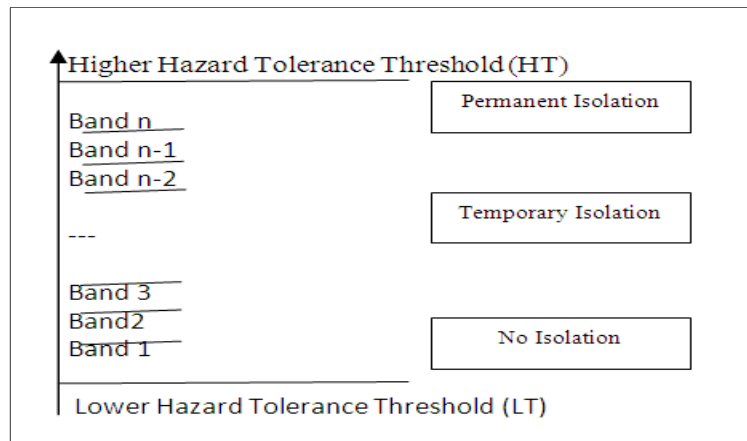 Higher Hazard Tolerance Threshold (HT)
Permanent Isolation
Band n
Band n-1
Band n-2
Temporary Isolation
---
Band 3
Band2
No Isolation
Band 1
Lower Hazard Tolerance Threshold (LT)